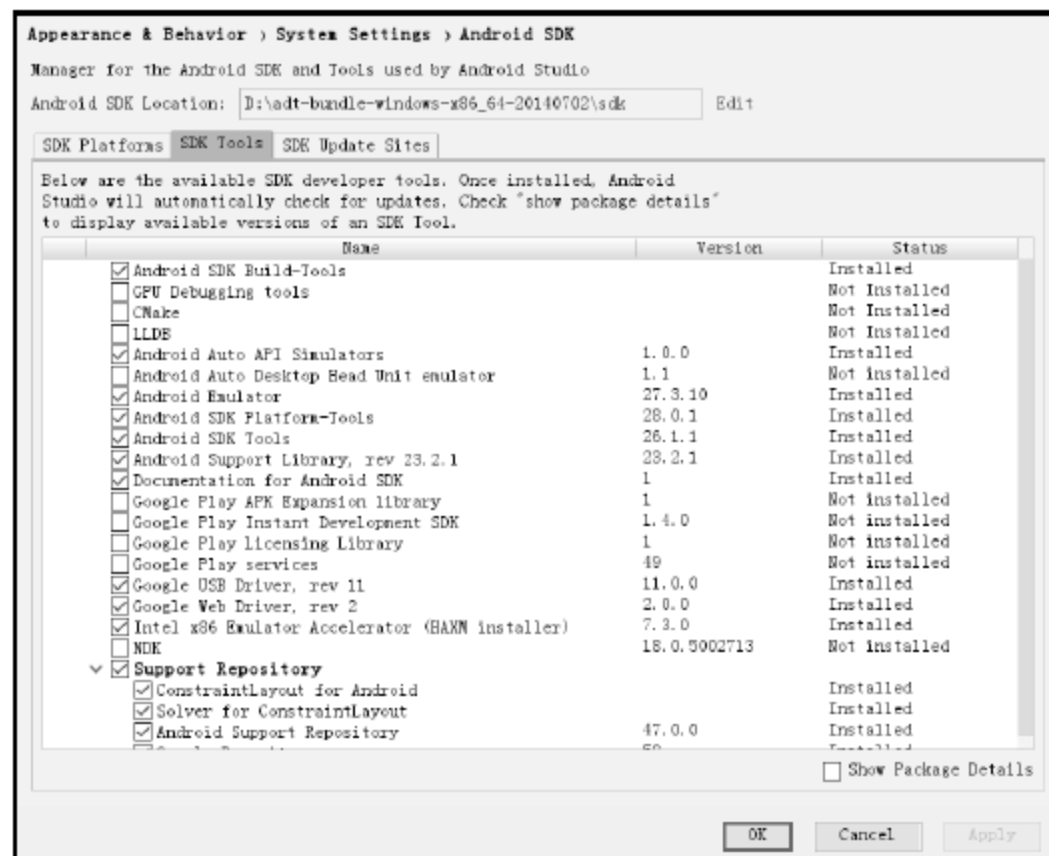 Appearance & Behavior › System Settings › Android SDK
Manager for the Android SDK and Tools used by Android Studio
Android SDK Location: D:\adt-bundle-windows-x86_64-20140702\sdk Edit
SDK Platforms SDK Tools SDK Update Sites
Below are the available SDK developer tools. Once installed, Android
Studio will automatically check for updates. Check "show package details"
to display available versions of an SDK Tool.
Name Version Status
Android SDK Build-Tools Installed
GPU Debugging tools Not Installed
CMake Not Installed
LLDB Not Installed
Android Auto API Simulators 1.0.0 Installed
Android Auto Desktop Head Unit emulator 1.1 Not installed
Android Emulator 27.3.10 Installed
Android SDK Platform-Tools 28.0.1 Installed
Android SDK Tools 26.1.1 Installed
Android Support Library, rev 23.2.1 23.2.1 Installed
Documentation for Android SDK 1 Installed
Google Play APK Expansion library 1 Not installed
Google Play Instant Development SDK 1.4.0 Not installed
Google Play licensing Library 1 Not installed
Google Play services 49 Not installed
Google USB Driver, rev 11 11.0.0 Installed
Google Web Driver, rev 2 2.0.0 Installed
Intel x86 Emulator Accelerator (HAXM installer) 7.3.0 Installed
NDK 18.0.5002713 Not installed
Support Repository
ConstraintLayout for Android Installed
Solver for ConstraintLayout Installed
Android Support Repository 47.0.0 Installed
Show Package Details
OK Cancel Apply